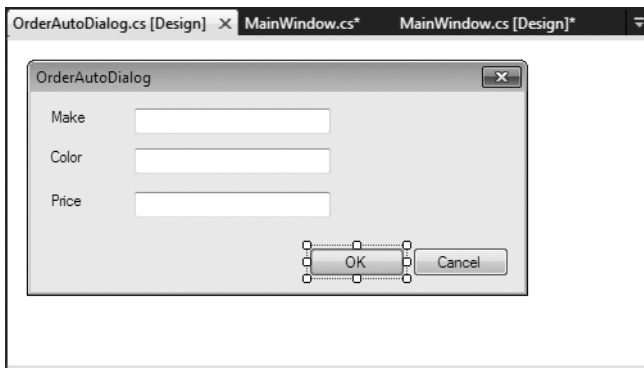 OrderAutoDialog.cs [Design] MainWindow.cs* MainWindow.cs [Design]*
OrderAutoDialog
Make
Color
Price
OK Cancel